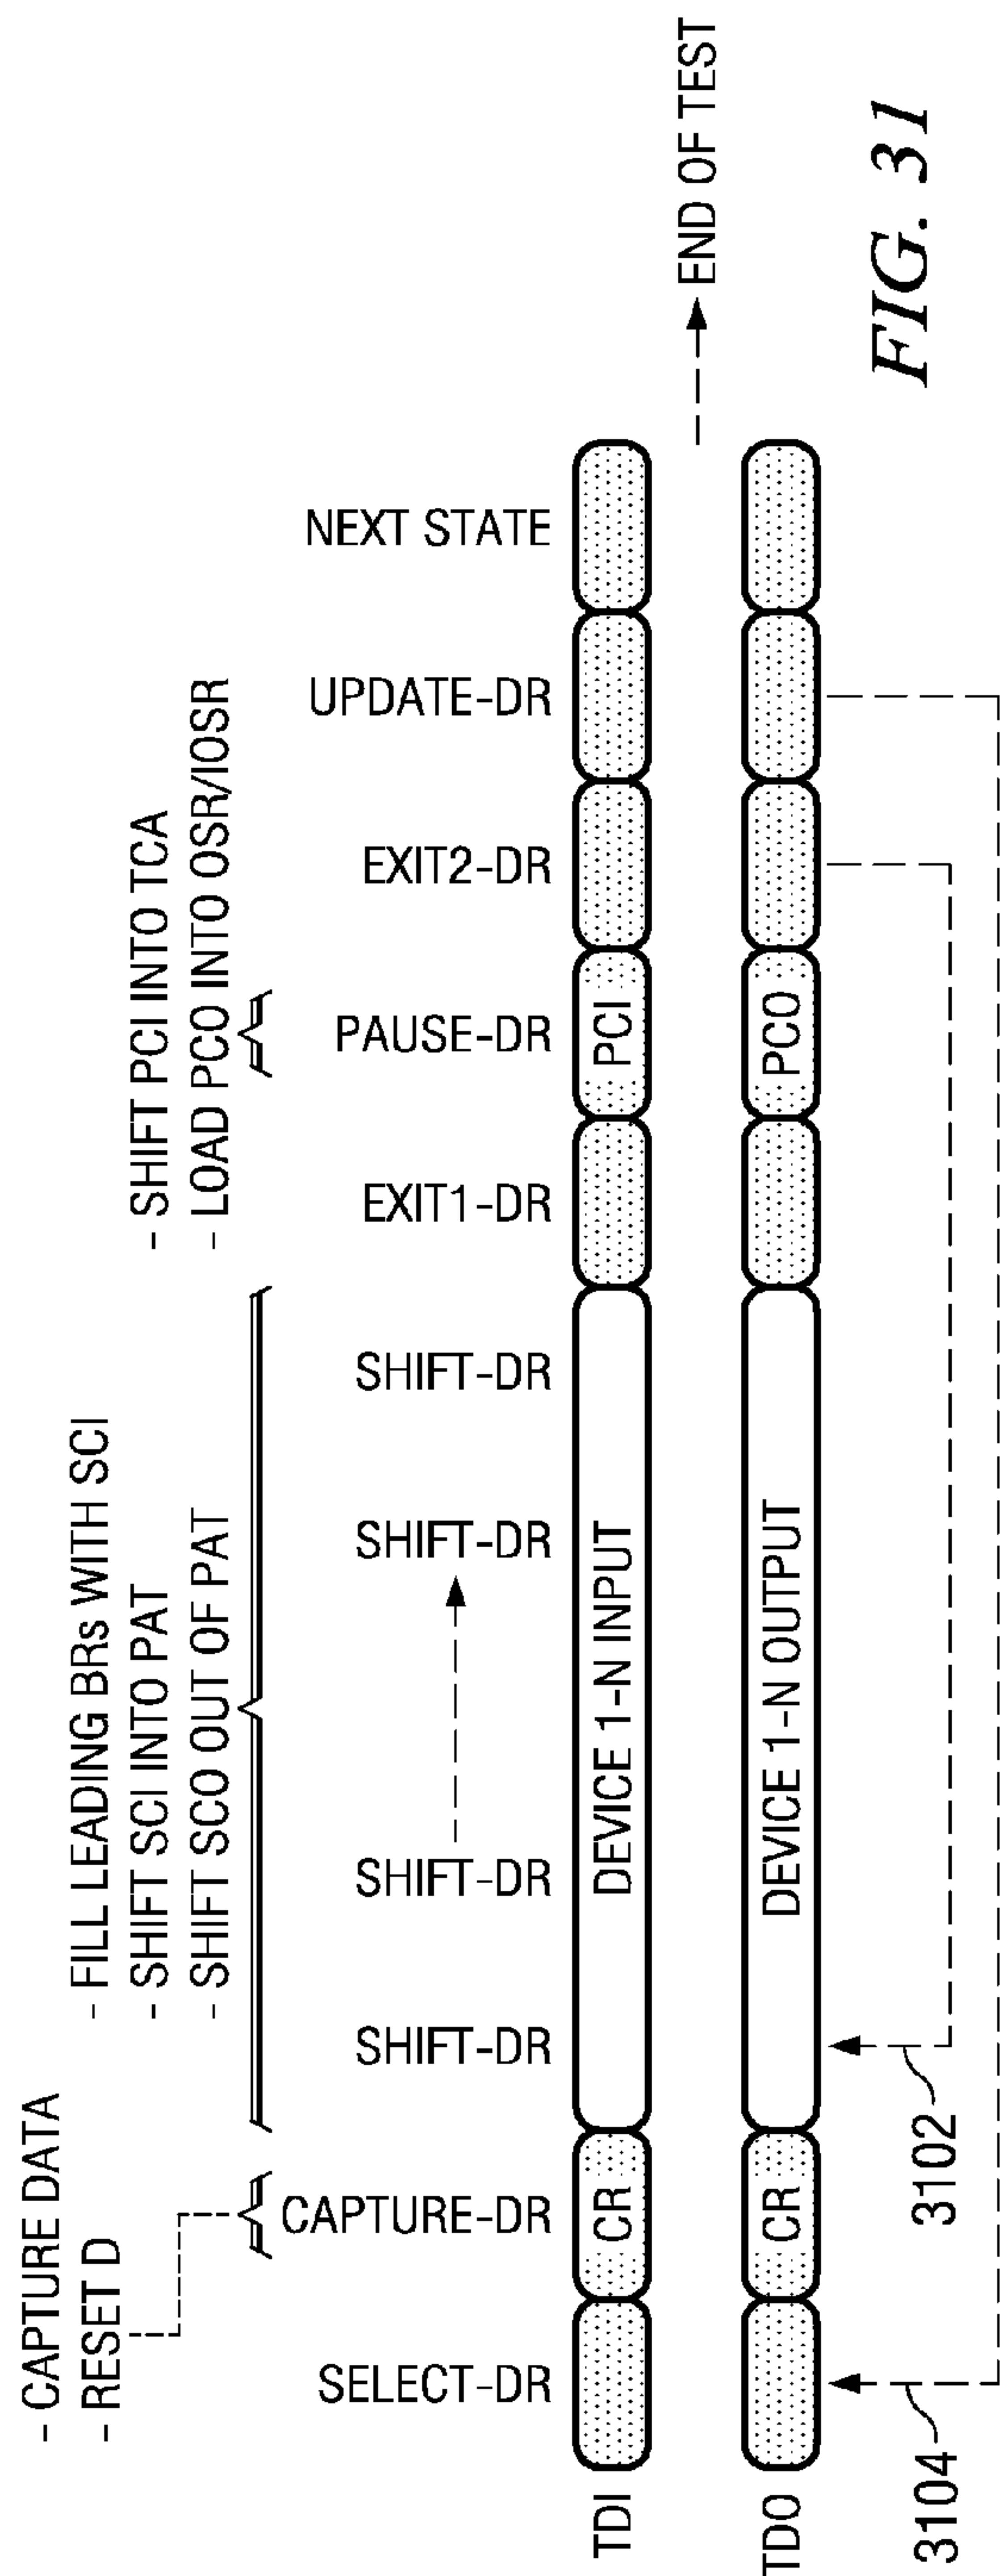 - CAPTURE DATA
- RESET D
- FILL LEADING BRs WITH SCI
- SHIFT SCI INTO PAT
- SHIFT SCO OUT OF PAT
- SHIFT PCI INTO TCA
- LOAD PCO INTO OSR/IOSR
SELECT-DR
CAPTURE-DR
SHIFT-DR
SHIFT-DR
SHIFT-DR
SHIFT-DR
EXIT1-DR
PAUSE-DR
EXIT2-DR
UPDATE-DR
NEXT STATE
TDI
CR
DEVICE 1-N INPUT
PCI
END OF TEST
TDO
CR
DEVICE 1-N OUTPUT
PCO
3104
3102
FIG. 31